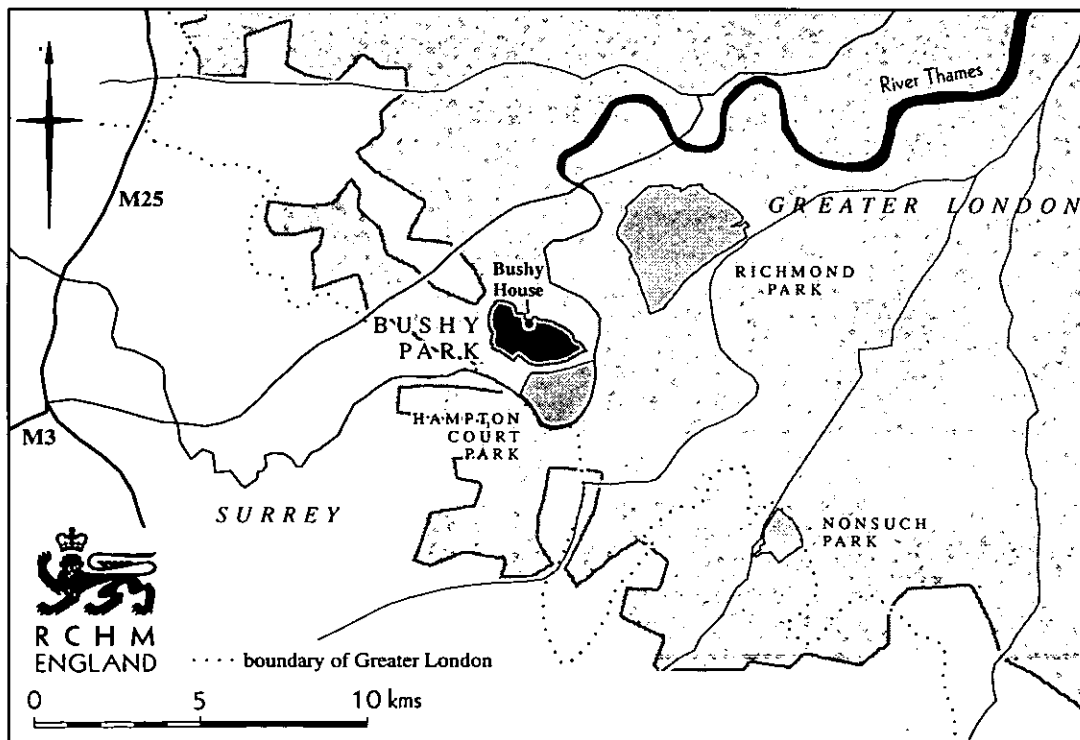 River Thames
M25
GREATER LONDON
RICHMOND
PARK
Bushy
House
BUSHY
PARK
HAMPTON
COURT
PARK
M3
SURREY
NONSUCH
PARK
RCHM
ENGLAND
boundary of Greater London
0 5 10 kms